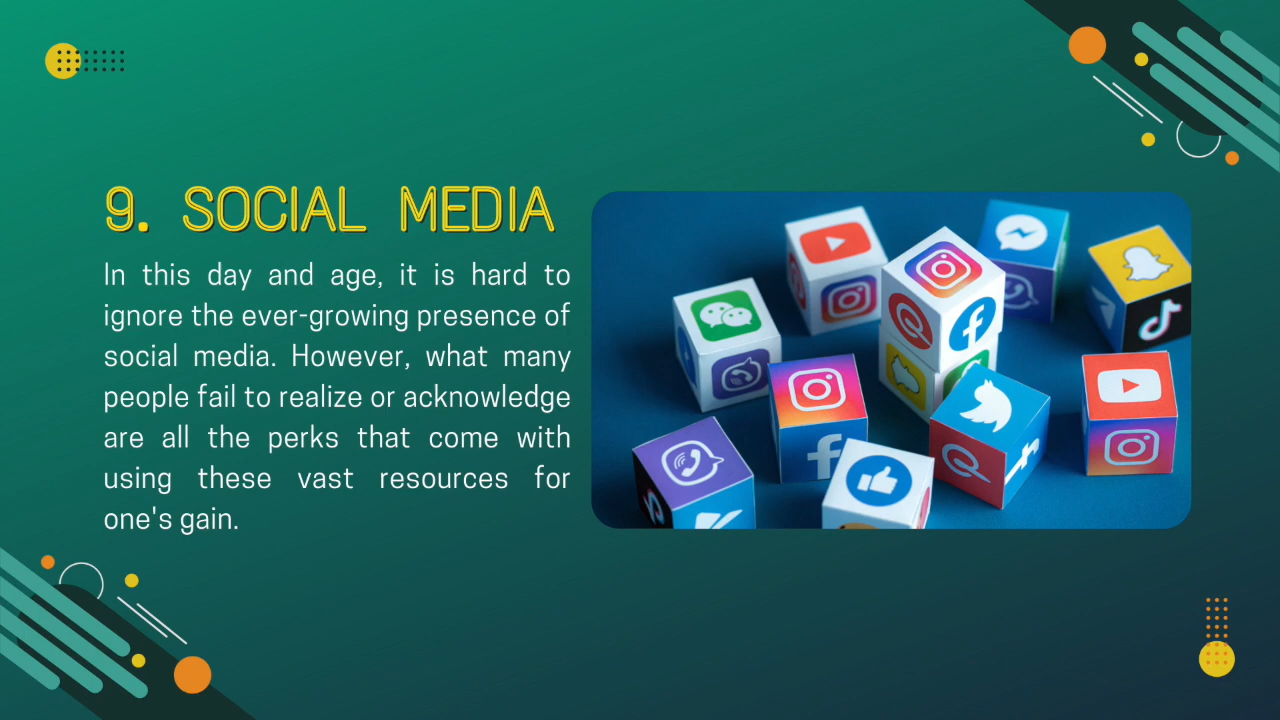 9. SOCIAL MEDIA
In this day and age, it is hard to
ignore the ever-growing presence of
social media. However, what many
people fail to realize or acknowledge
are all the perks that come with
using these vast resources for
one's gain.